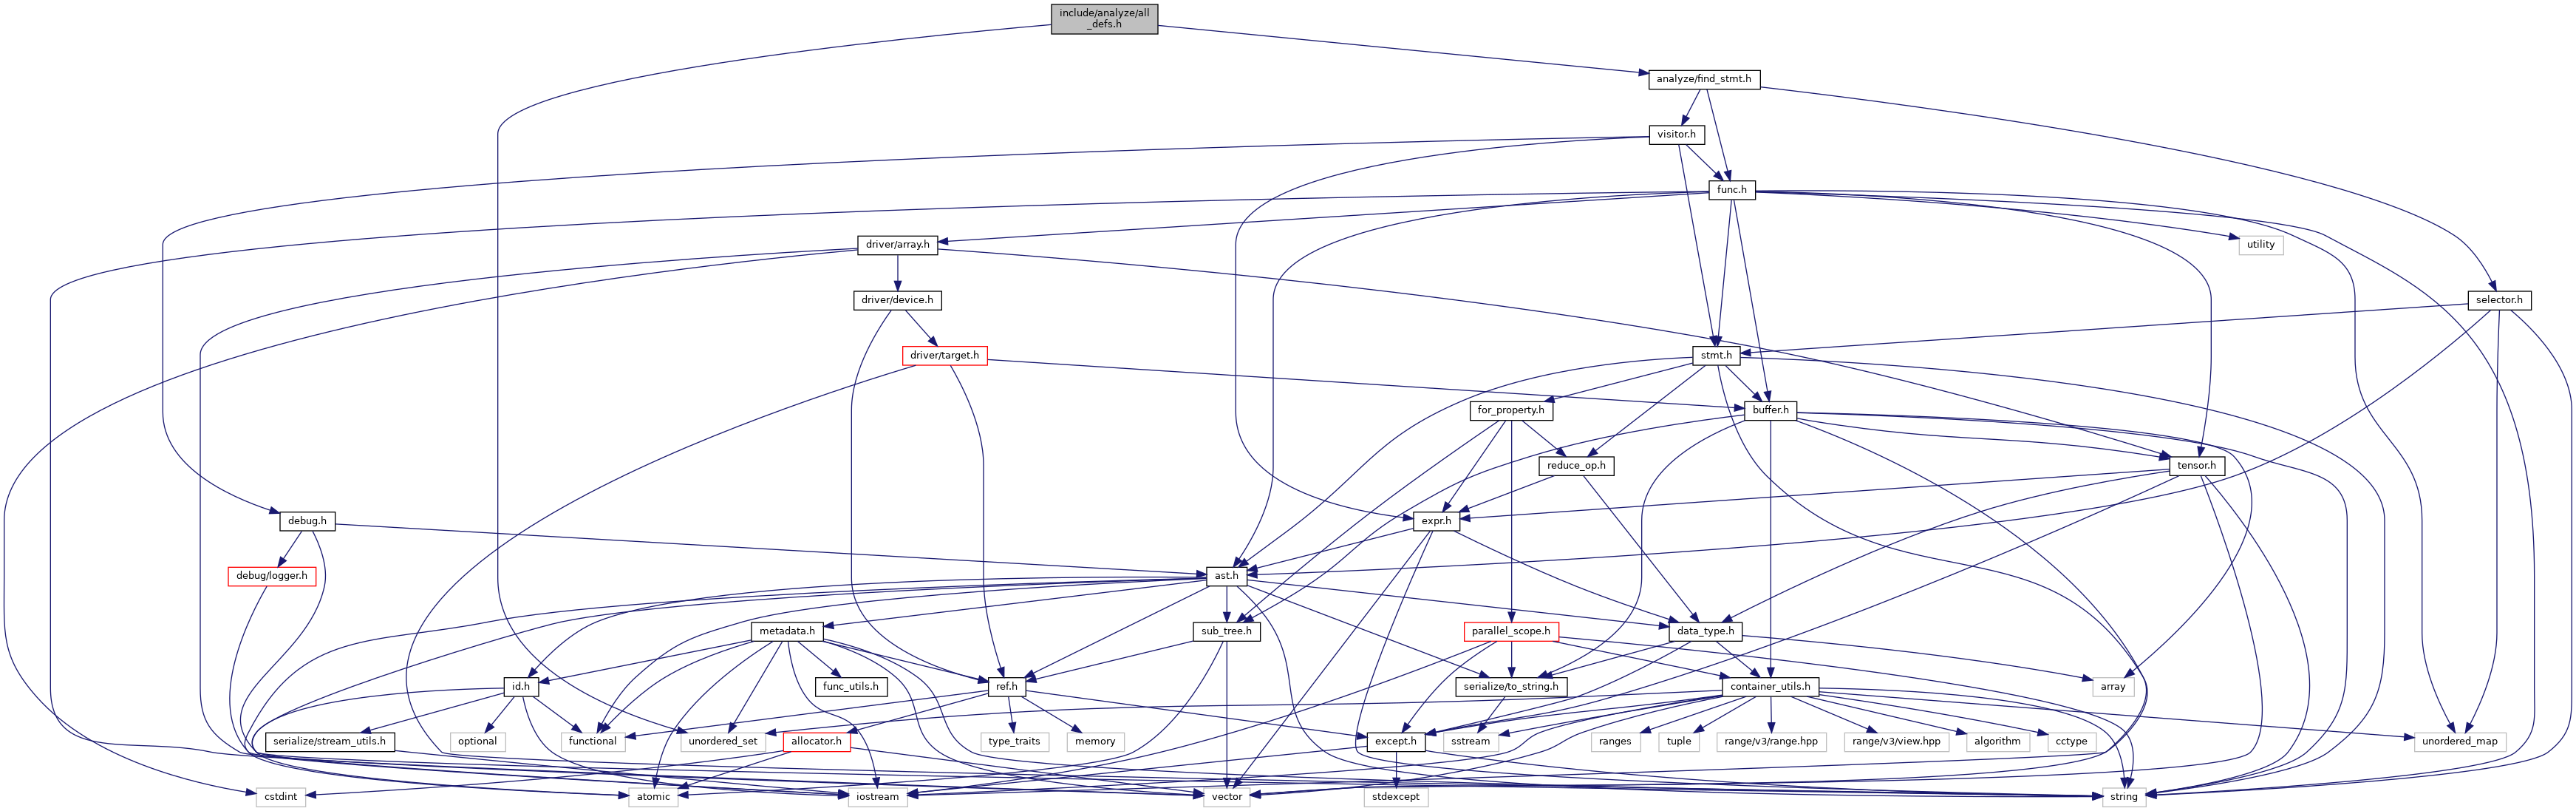 include/analyze/all
_defs.h
analyze/find_stmt.h
visitor.h
func.h
driver/array.h
utility
driver/device.h
selector.h
driver/target.h
stmt.h
for_property.h
buffer.h
reduce_op.h
tensor.h
debug.h
expr.h
debug/logger.h
ast.h
metadata.h
sub_tree.h
parallel_scope.h
data_type.h
id.h
func_utils.h
ref.h
serialize/to_string.h
container_utils.h
array
serialize/stream_utils.h
optional
functional
unordered_set
allocator.h
type_traits
memory
except.h
sstream
ranges
tuple
range/v3/range.hpp
range/v3/view.hpp
algorithm
cctype
unordered_map
cstdint
atomic
iostream
vector
stdexcept
string